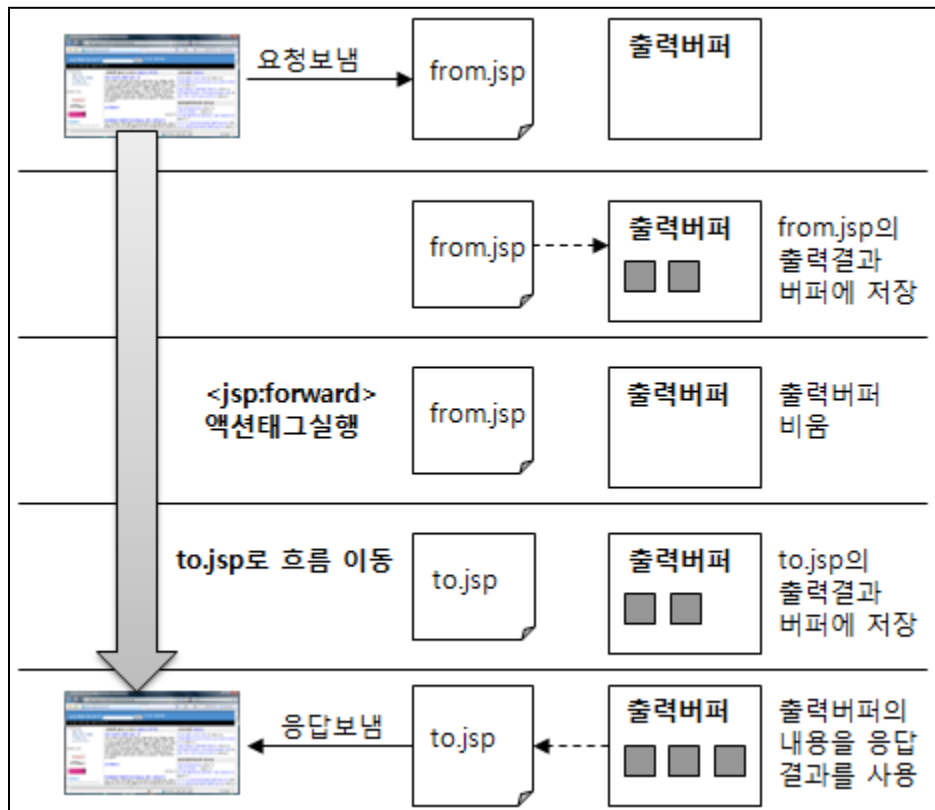 요청보냄
from.jsp
출력버퍼
from.jsp
출력버퍼
from.jsp의
출력결과
버퍼에 저장
<jsp:forward>
액션태그실행
from.jsp
출력버퍼
출력버퍼
비움
to.jsp로 흐름 이동
to.jsp
출력버퍼
to.jsp의
출력결과
버퍼에 저장
응답보냄
to.jsp
출력버퍼
출력버퍼의
내용을 응답
결과를 사용